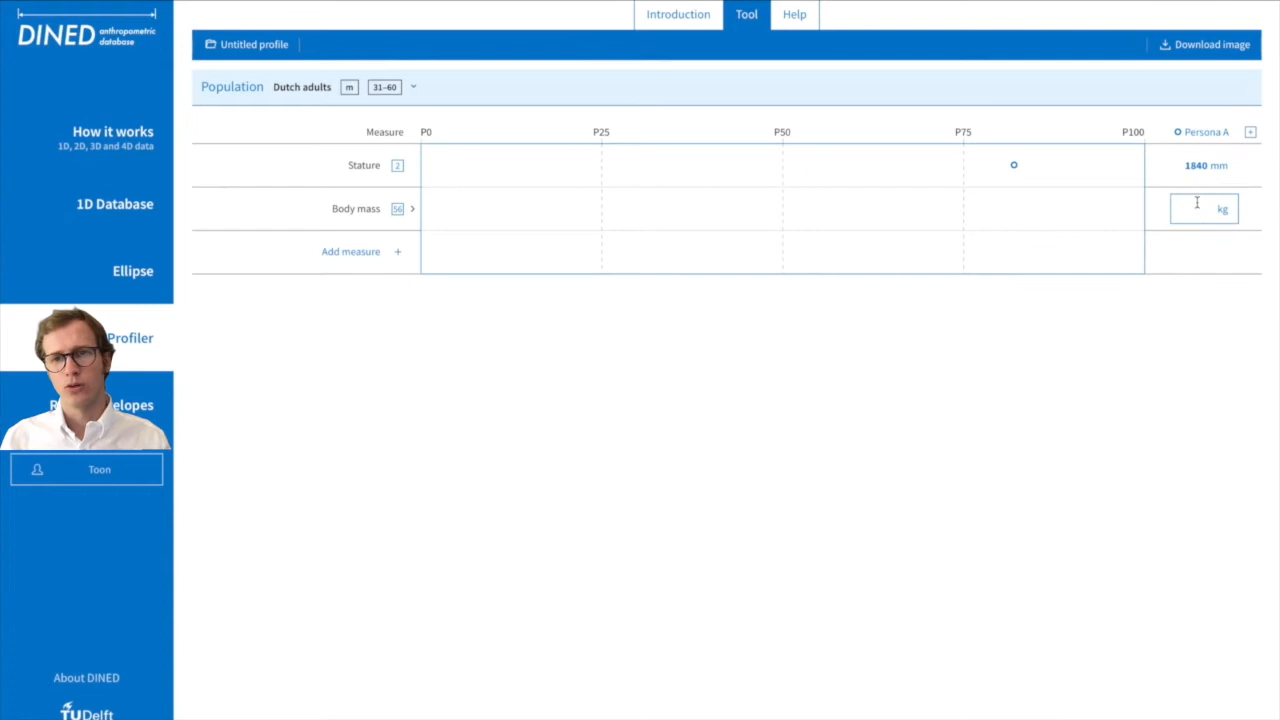 Introduction
Tool
Help
DINED anthropometric database
Untitled profile
Download image
Population Dutch adults m 31-60
How it works
1D, 2D, 3D and 4D data
Measure P0 P25 P50 P75 P100 Persona A +
Stature 2 1840 mm
1D Database
Body mass 56 kg
Add measure +
Ellipse
Profiler
elopes
Toon
About DINED
TUDelft